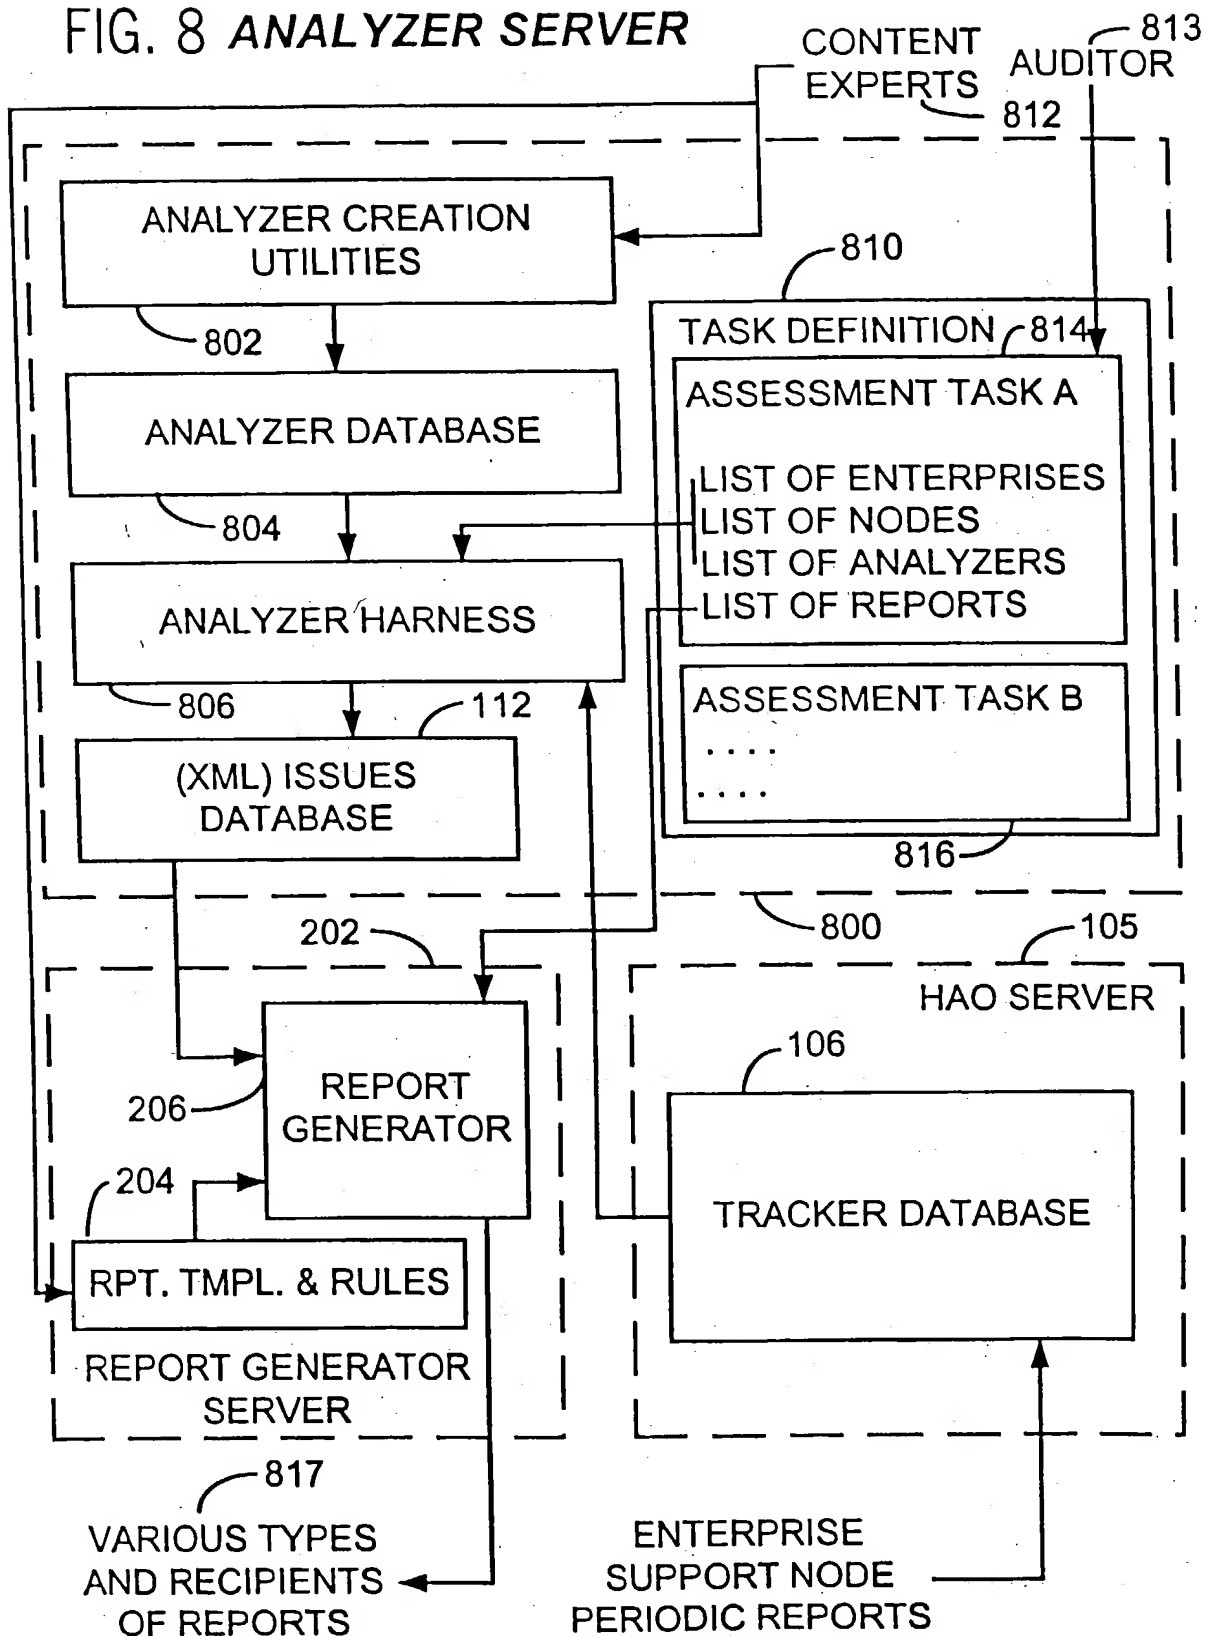 FIG. 8 ANALYZER SERVER
CONTENT
EXPERTS
812
813
AUDITOR
ANALYZER CREATION
UTILITIES
802
810
TASK DEFINITION
814
ASSESSMENT TASK A
LIST OF ENTERPRISES
LIST OF NODES
LIST OF ANALYZERS
LIST OF REPORTS
ANALYZER DATABASE
804
ANALYZER HARNESS
806
112
ASSESSMENT TASK B
. . . .
. . . .
816
(XML) ISSUES
DATABASE
800
202
105
HAO SERVER
REPORT
GENERATOR
206
106
TRACKER DATABASE
204
RPT. TMPL. & RULES
REPORT GENERATOR
SERVER
817
VARIOUS TYPES
AND RECIPIENTS
OF REPORTS
ENTERPRISE
SUPPORT NODE
PERIODIC REPORTS